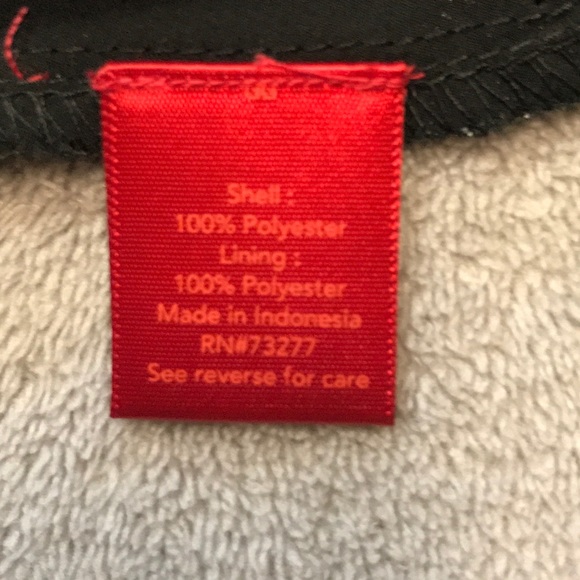 Shell :
100% Polyester
Lining :
100% Polyester
Made in Indonesia
RN#73277
See reverse for care